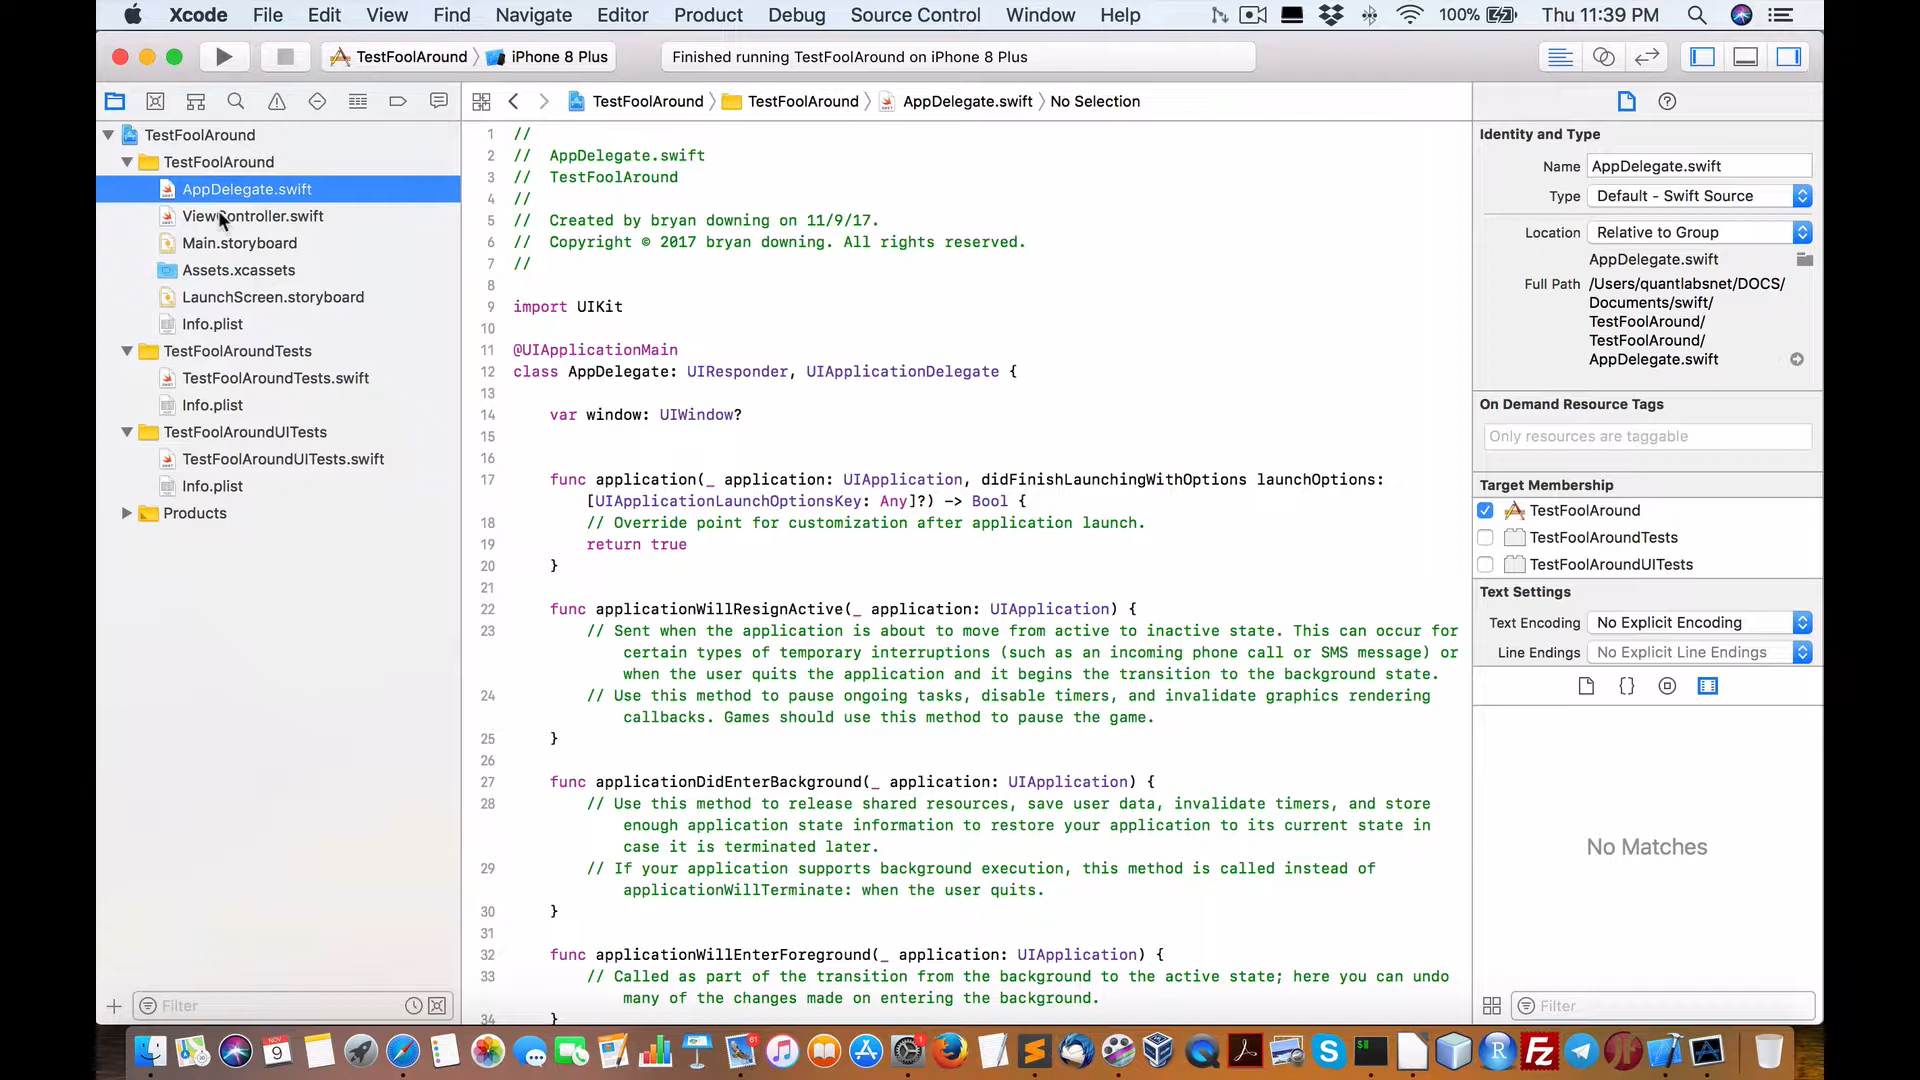 Xcode File Edit View Find Navigate Editor Product Debug Source Control Window Help 100% Thu 11:39 PM
TestFoolAround iPhone 8 Plus Finished running TestFoolAround on iPhone 8 Plus
TestFoolAround TestFoolAround AppDelegate.swift No Selection
TestFoolAround
TestFoolAround
AppDelegate.swift
ViewController.swift
Main.storyboard
Assets.xcassets
LaunchScreen.storyboard
Info.plist
TestFoolAroundTests
TestFoolAroundTests.swift
Info.plist
TestFoolAroundUITests
TestFoolAroundUITests.swift
Info.plist
Products
Filter
1 //
2 // AppDelegate.swift
3 // TestFoolAround
4 //
5 // Created by bryan downing on 11/9/17.
6 // Copyright © 2017 bryan downing. All rights reserved.
7 //
8
9 import UIKit
10
11 @UIApplicationMain
12 class AppDelegate: UIResponder, UIApplicationDelegate {
13
14 var window: UIWindow?
15
16
17 func application(_ application: UIApplication, didFinishLaunchingWithOptions launchOptions:
[UIApplicationLaunchOptionsKey: Any]?) -> Bool {
18 // Override point for customization after application launch.
19 return true
20 }
21
22 func applicationWillResignActive(_ application: UIApplication) {
23 // Sent when the application is about to move from active to inactive state. This can occur for
certain types of temporary interruptions (such as an incoming phone call or SMS message) or
when the user quits the application and it begins the transition to the background state.
24 // Use this method to pause ongoing tasks, disable timers, and invalidate graphics rendering
callbacks. Games should use this method to pause the game.
25 }
26
27 func applicationDidEnterBackground(_ application: UIApplication) {
28 // Use this method to release shared resources, save user data, invalidate timers, and store
enough application state information to restore your application to its current state in
case it is terminated later.
29 // If your application supports background execution, this method is called instead of
applicationWillTerminate: when the user quits.
30 }
31
32 func applicationWillEnterForeground(_ application: UIApplication) {
33 // Called as part of the transition from the background to the active state; here you can undo
many of the changes made on entering the background.
34 }
Identity and Type
Name AppDelegate.swift
Type Default - Swift Source
Location Relative to Group
AppDelegate.swift
Full Path /Users/quantlabsnet/DOCS/
Documents/swift/
TestFoolAround/
TestFoolAround/
AppDelegate.swift
On Demand Resource Tags
Only resources are taggable
Target Membership
TestFoolAround
TestFoolAroundTests
TestFoolAroundUITests
Text Settings
Text Encoding No Explicit Encoding
Line Endings No Explicit Line Endings
{}
No Matches
Filter
NOV
9
61
S
R
Fz